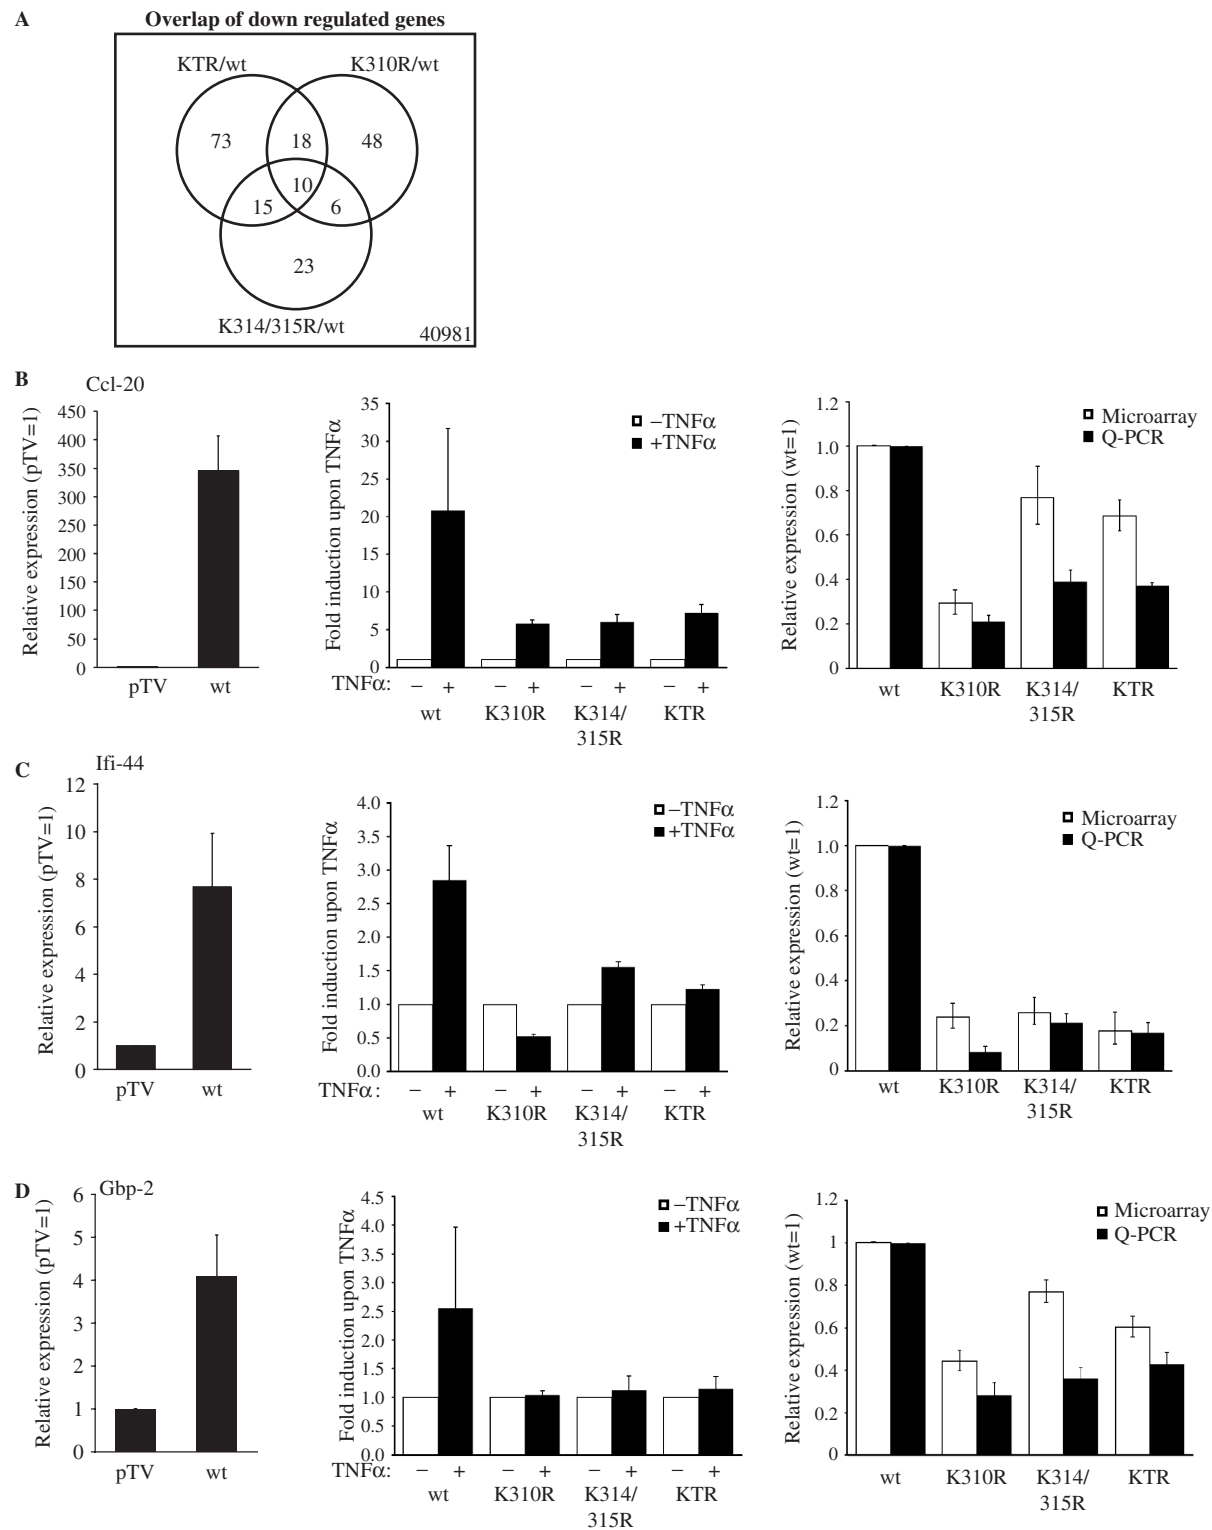 A
Overlap of down regulated genes
KTR/wt
K310R/wt
73
18
48
10
15
6
23
K314/315R/wt
40981
B
Ccl-20
Relative expression (pTV=1)
450
400
350
300
250
200
150
100
50
0
pTV
wt
Fold induction upon TNFα
35
30
25
20
15
10
5
0
–TNFα
+TNFα
TNFα: – + – + – + – +
wt K310R K314/ KTR
315R
Relative expression (wt=1)
1.2
1.0
0.8
0.6
0.4
0.2
0
Microarray
Q-PCR
wt K310R K314/ KTR
315R
C
Ifi-44
Relative expression (pTV=1)
12
10
8
6
4
2
0
pTV
wt
Fold induction upon TNFα
4.0
3.5
3.0
2.5
2.0
1.5
1.0
0.5
0.0
–TNFα
+TNFα
TNFα: – + – + – + – +
wt K310R K314/ KTR
315R
Relative expression (wt=1)
1.2
1.0
0.8
0.6
0.4
0.2
0
Microarray
Q-PCR
wt K310R K314/ KTR
315R
D
Gbp-2
Relative expression (pTV=1)
6
5
4
3
2
1
0
pTV
wt
Fold induction upon TNFα
4.5
4.0
3.5
3.0
2.5
2.0
1.5
1.0
0.5
0.0
–TNFα
+TNFα
TNFα: – + – + – + – +
wt K310R K314/ KTR
315R
Relative expression (wt=1)
1.2
1
0.8
0.6
0.4
0.2
0
Microarray
Q-PCR
wt K310R K314/ KTR
315R